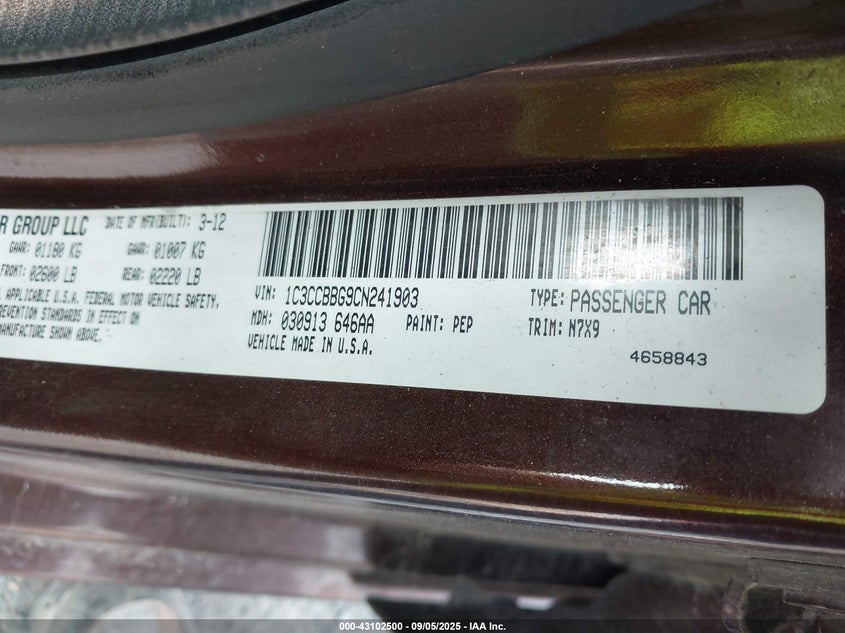 R GROUP LLC DATE OF MFR(BUILT): 3-12
GAWR: 01180 KG GAWR: 01007 KG
FRONT: 02600 LB REAR: 02220 LB
APPLICABLE U.S.A. FEDERAL MOTOR VEHICLE SAFETY,
PREVENTION STANDARDS IN EFFECT ON
MANUFACTURE SHOWN ABOVE.
VIN: 1C3CCBBG9CN241903 TYPE: PASSENGER CAR
MDH: 030913 646AA PAINT: PEP TRIM: N7X9
VEHICLE MADE IN U.S.A. 4658843
000-43102500 - 09/05/2025 - IAA Inc.